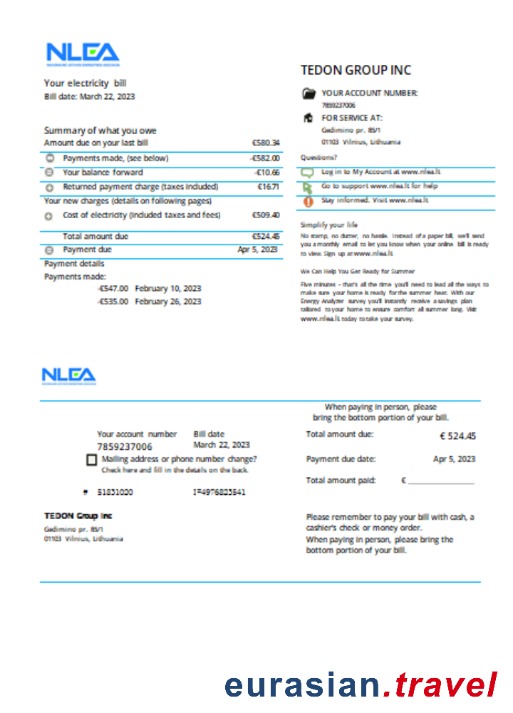 NLEA
Your electricity bill
Bill date: March 22, 2023
Summary of what you owe
Amount due on your last bill €580.34
Payments made, (see below) -€582.00
Your balance forward -€10.66
Returned payment charge (taxes included) €16.71
Your new charges (details on following pages)
Cost of electricity (included taxes and fees) €509.40
Total amount due €524.45
Payment due Apr 5, 2023
Payment details
Payments made:
-€547.00 February 10, 2023
-€535.00 February 26, 2023
TEDON GROUP INC
YOUR ACCOUNT NUMBER:
7859237006
FOR SERVICE AT:
Gedimino pr. 85/1
01103 Vilnius, Lithuania
Questions?
Log in to My Account at www.nlea.lt
Go to support www.nlea.lt for help
Stay informed. Visit www.nlea.lt
Simplify your life
No stamp, no clutter, no hassle. Instead of a paper bill, we'll send
you a monthly email to let you know when your online bill is ready
to view. Sign up at www.nlea.lt
We Can Help You Get Ready for Summer
Five minutes – that's all the time you'll need to lead all the ways to
make sure your home is ready for the summer heat. With our
Energy Analyzer survey you'll instantly receive a savings plan
tailored to your home to ensure comfort all summer long. Visit
www.nlea.lt today to take your survey.
NLEA
When paying in person, please
bring the bottom portion of your bill.
Your account number Bill date
7859237006 March 22, 2023
Mailing address or phone number change?
Check here and fill in the details on the back.
# 51831020
TEDON Group Inc
Gedimino pr. 85/1
01103 Vilnius, Lithuania
Total amount due: € 524.45
Payment due date: Apr 5, 2023
Total amount paid: €
Please remember to pay your bill with cash, a
cashier's check or money order.
When paying in person, please bring the
bottom portion of your bill.
eurasian.travel